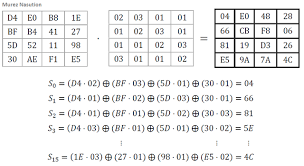 Murez Nasution
D4 E0 B8 1E 02 03 01 01 04 E0 48 28
BF B4 41 27 · 01 02 03 01 = 66 CB F8 06
5D 52 11 98 01 01 02 03 81 19 D3 26
30 AE F1 E5 03 01 01 02 E5 9A 7A 4C
S₀ = (D4 · 02) ⊕ (BF · 03) ⊕ (5D · 01) ⊕ (30 · 01) = 04
S₁ = (D4 · 01) ⊕ (BF · 02) ⊕ (5D · 03) ⊕ (30 · 01) = 66
S₂ = (D4 · 01) ⊕ (BF · 01) ⊕ (5D · 02) ⊕ (30 · 03) = 81
S₃ = (D4 · 03) ⊕ (BF · 01) ⊕ (5D · 01) ⊕ (30 · 02) = 5E
⋮ ⋮
S₁₅ = (1E · 03) ⊕ (27 · 01) ⊕ (98 · 01) ⊕ (E5 · 02) = 4C